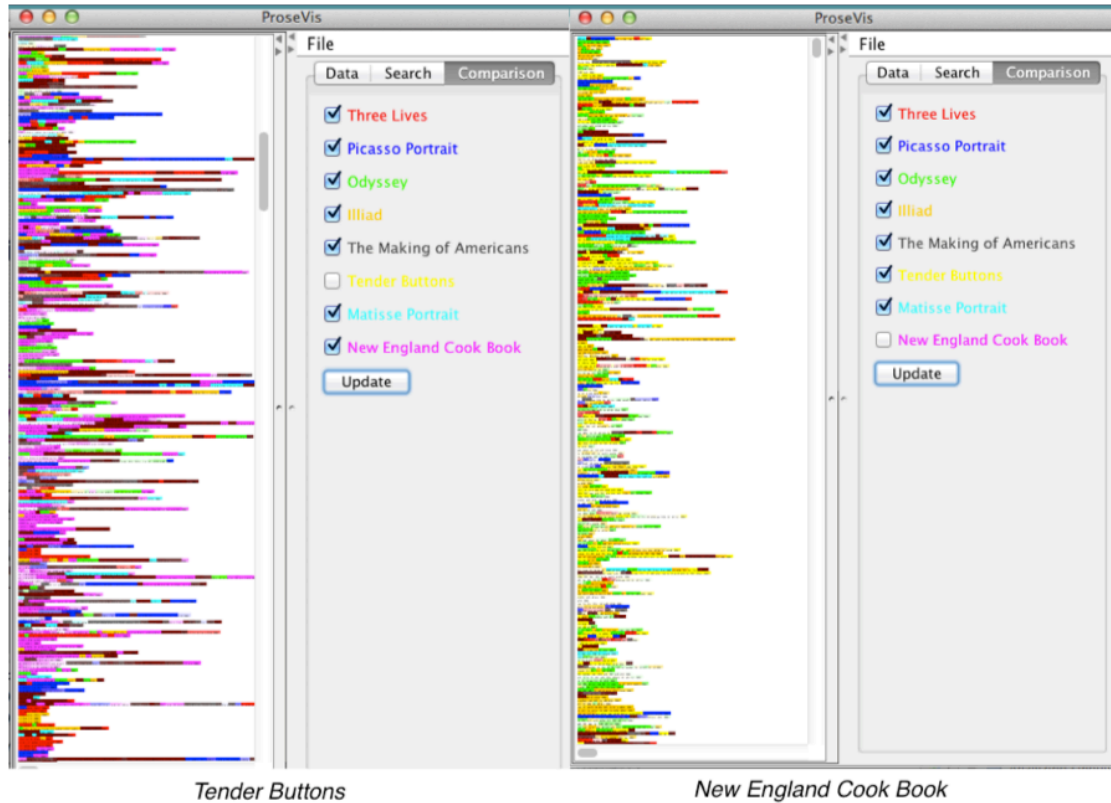 ProseVis
File
Data Search Comparison
Three Lives
Picasso Portrait
Odyssey
Illiad
The Making of Americans
Tender Buttons
Matisse Portrait
New England Cook Book
Update
Tender Buttons
ProseVis
File
Data Search Comparison
Three Lives
Picasso Portrait
Odyssey
Illiad
The Making of Americans
Tender Buttons
Matisse Portrait
New England Cook Book
Update
New England Cook Book